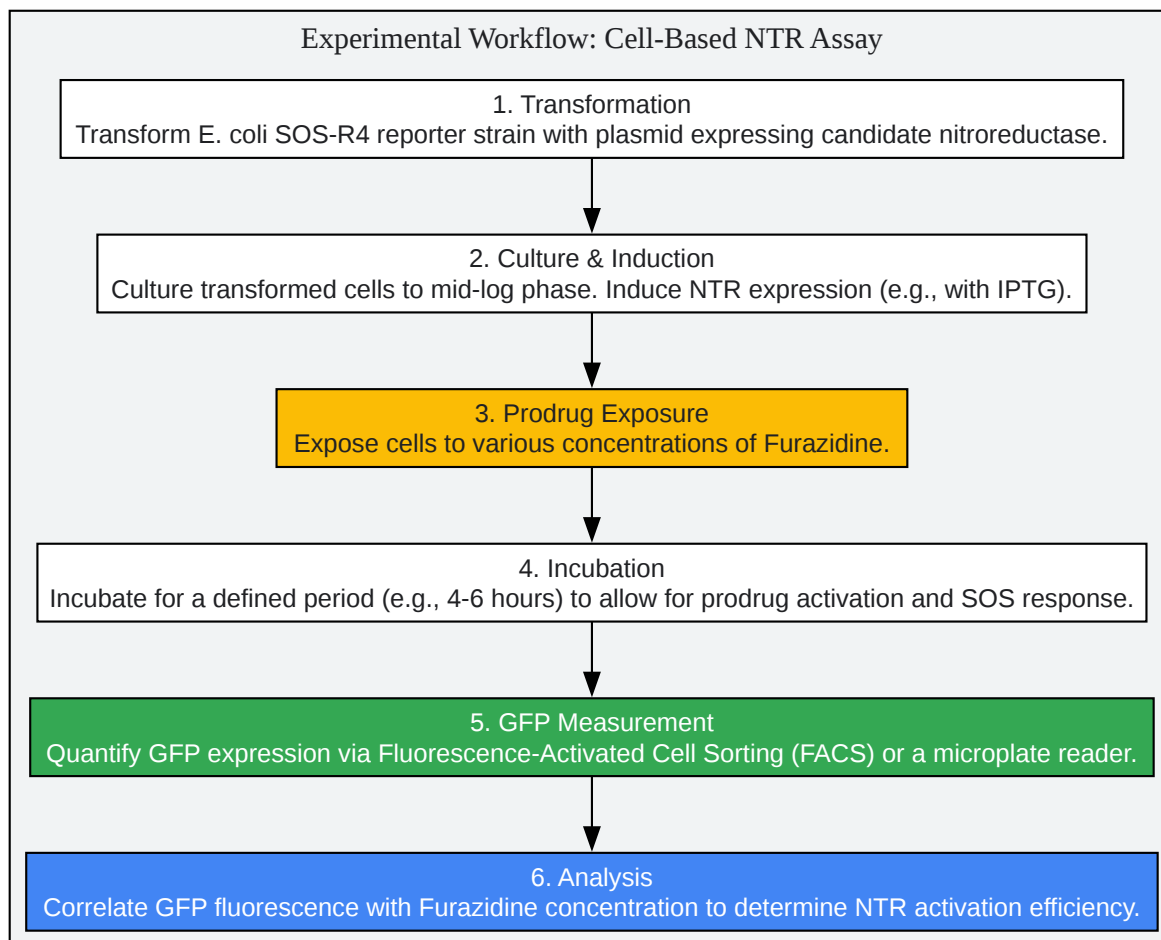 Experimental Workflow: Cell-Based NTR Assay
1. Transformation
Transform E. coli SOS-R4 reporter strain with plasmid expressing candidate nitroreductase.
2. Culture & Induction
Culture transformed cells to mid-log phase. Induce NTR expression (e.g., with IPTG).
3. Prodrug Exposure
Expose cells to various concentrations of Furazidine.
4. Incubation
Incubate for a defined period (e.g., 4-6 hours) to allow for prodrug activation and SOS response.
5. GFP Measurement
Quantify GFP expression via Fluorescence-Activated Cell Sorting (FACS) or a microplate reader.
6. Analysis
Correlate GFP fluorescence with Furazidine concentration to determine NTR activation efficiency.